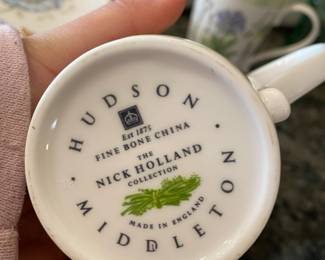 HUDSON
Est 1875
FINE BONE CHINA
THE
NICK HOLLAND
COLLECTION
MADE IN ENGLAND
MIDDLETON